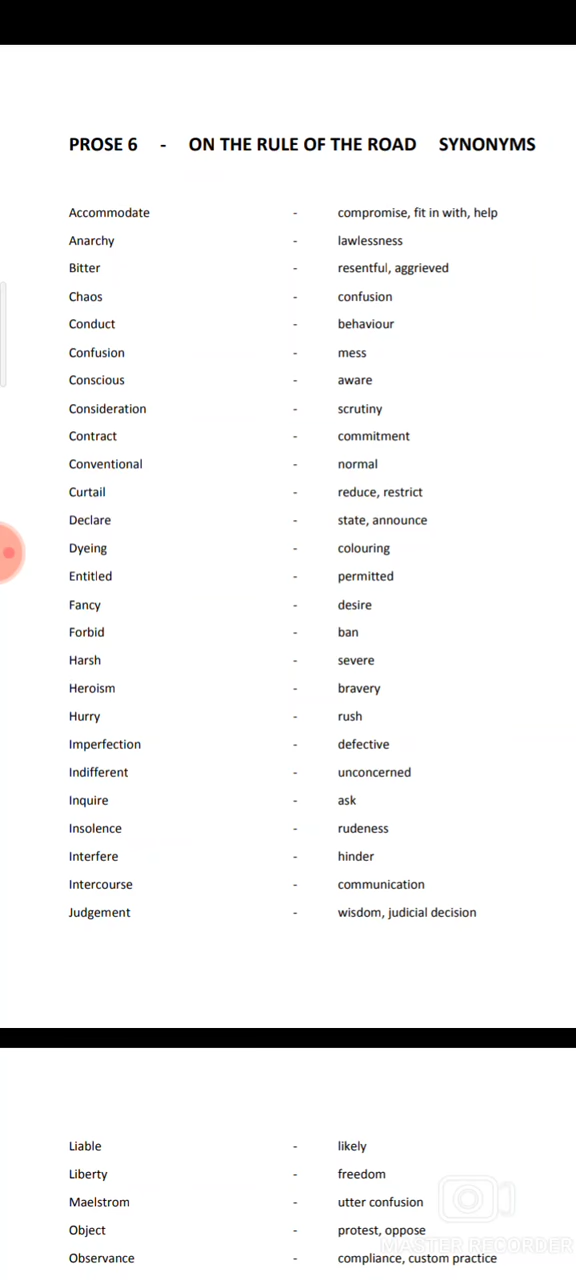 PROSE 6 - ON THE RULE OF THE ROAD SYNONYMS
Accommodate - compromise, fit in with, help
Anarchy - lawlessness
Bitter - resentful, aggrieved
Chaos - confusion
Conduct - behaviour
Confusion - mess
Conscious - aware
Consideration - scrutiny
Contract - commitment
Conventional - normal
Curtail - reduce, restrict
Declare - state, announce
Dyeing - colouring
Entitled - permitted
Fancy - desire
Forbid - ban
Harsh - severe
Heroism - bravery
Hurry - rush
Imperfection - defective
Indifferent - unconcerned
Inquire - ask
Insolence - rudeness
Interfere - hinder
Intercourse - communication
Judgement - wisdom, judicial decision
Liable - likely
Liberty - freedom
Maelstrom - utter confusion
Object - protest, oppose
MASTER RECORDER
Observance - compliance, custom practice